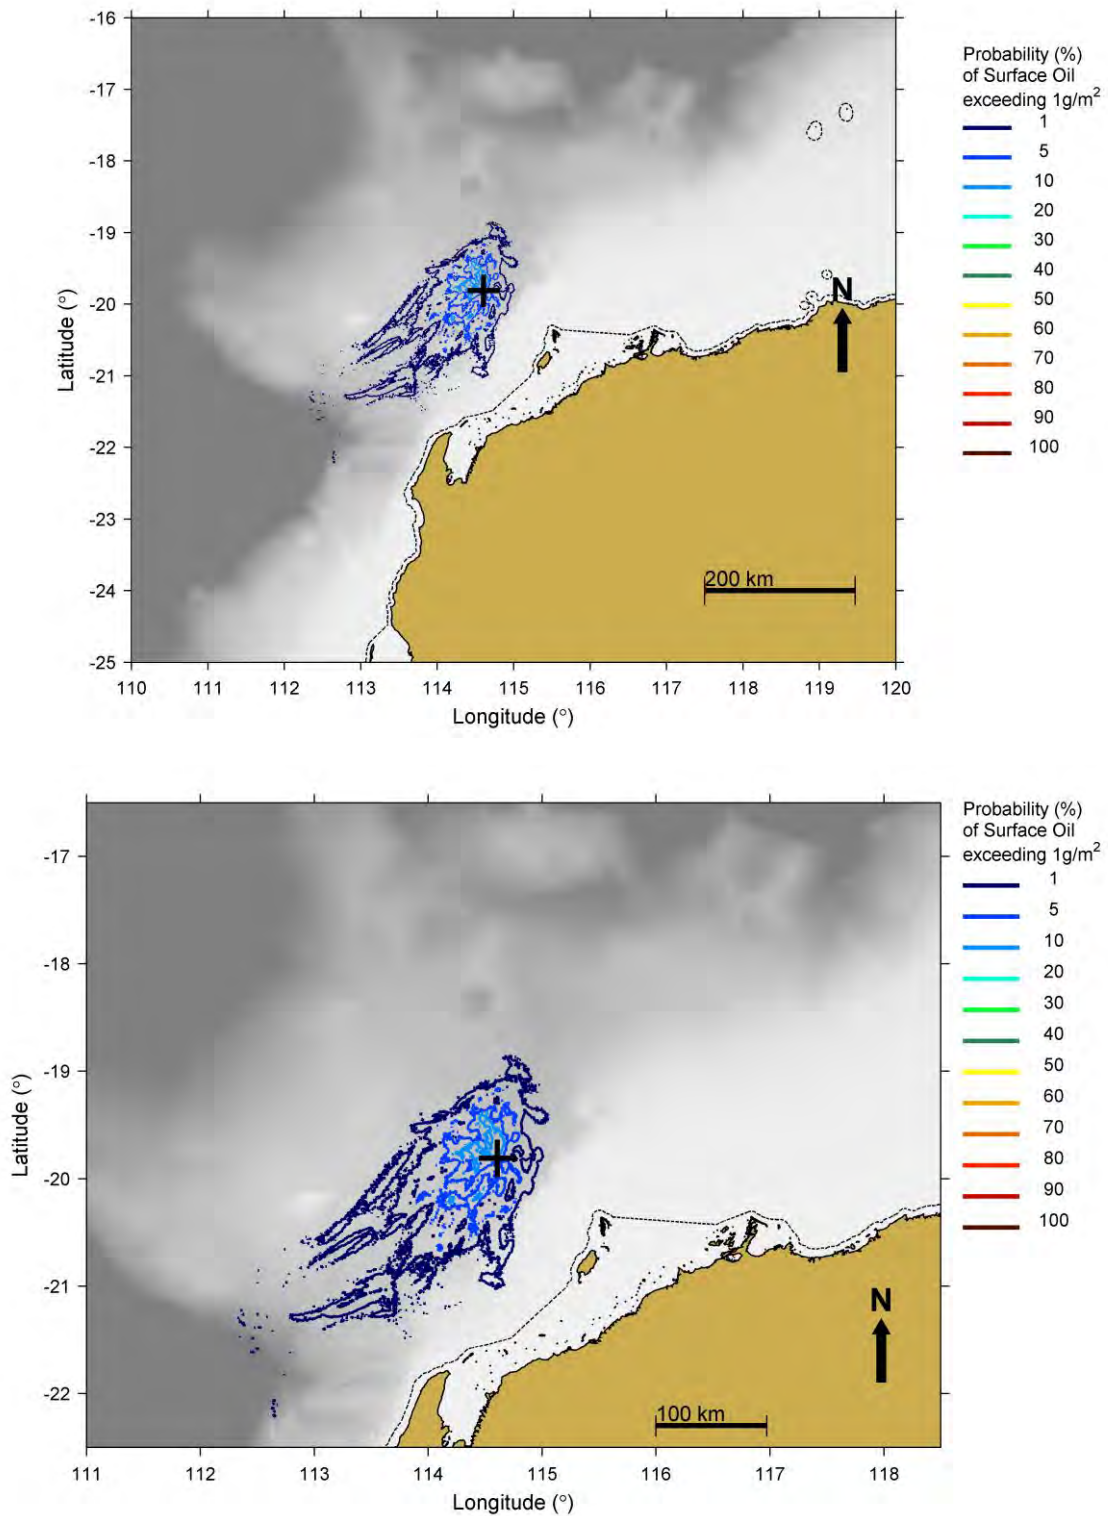 -16
-17
-18
-19
-20
-21
-22
-23
-24
-25
Latitude (°)
110 111 112 113 114 115 116 117 118 119 120
Longitude (°)
N
200 km
Probability (%)
of Surface Oil
exceeding 1g/m²
1
5
10
20
30
40
50
60
70
80
90
100
-17
-18
-19
-20
-21
-22
Latitude (°)
111 112 113 114 115 116 117 118
Longitude (°)
N
100 km
Probability (%)
of Surface Oil
exceeding 1g/m²
1
5
10
20
30
40
50
60
70
80
90
100